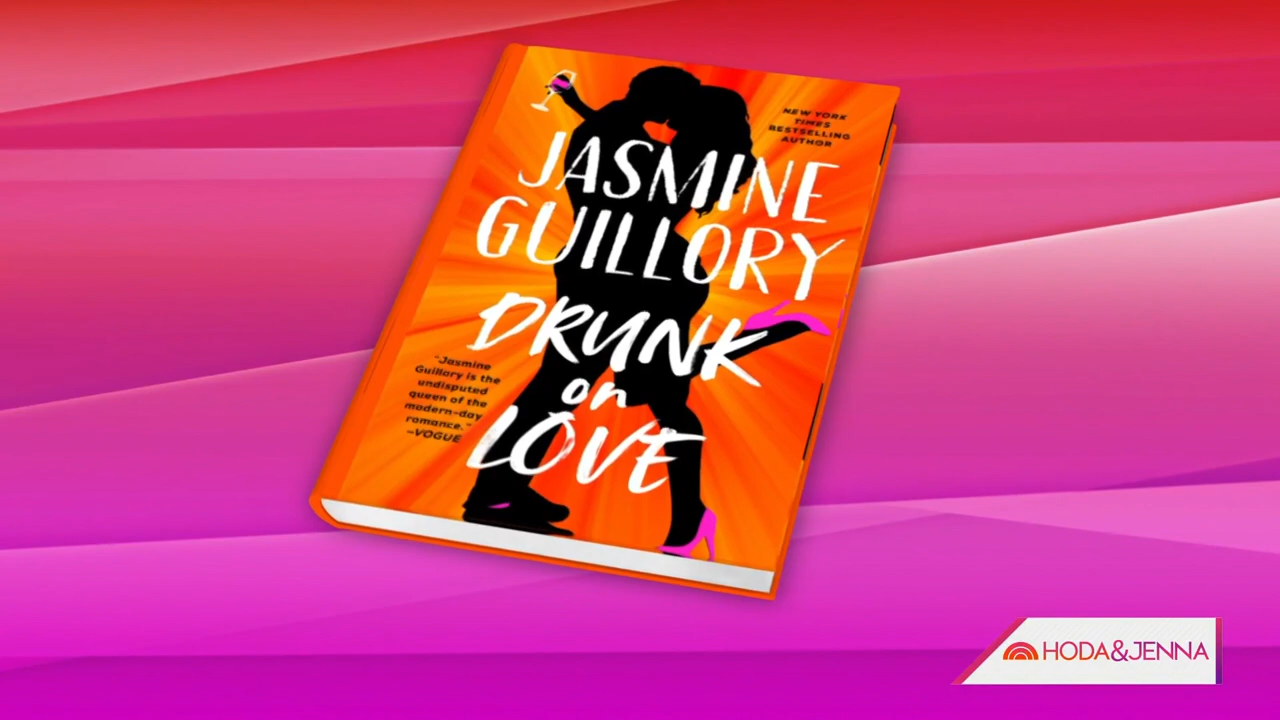 NEW YORK
TIMES
BESTSELLING
AUTHOR
JASMINE
GUILLORY
DRUNK
on
LOVE
"Jasmine
Guillory is the
undisputed
queen of the
modern-day
romance."
—VOGUE
HODA&JENNA